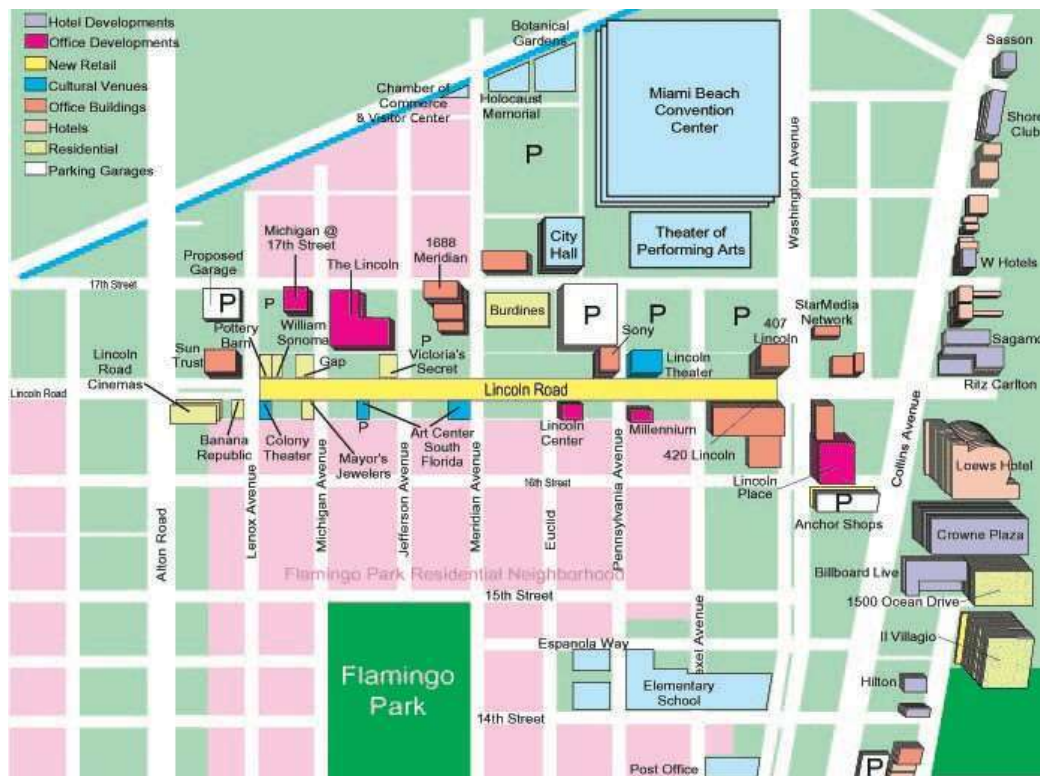 Hotel Developments
Office Developments
New Retail
Cultural Venues
Office Buildings
Hotels
Residential
Parking Garages
Botanical
Gardens
Chamber of
Commerce
& Visitor Center
Holocaust
Memorial
Miami Beach
Convention
Center
Washington Avenue
Sasson
Shore
Club
P
City
Hall
Theater of
Performing Arts
W Hotels
Michigan @
17th Street
1688
Meridian
The Lincoln
Proposed
Garage
17th Street
P
P
Pottery
Barn
William
Sonoma
Gap
P
Victoria's
Secret
Burdines
P
P
P
Sony
Lincoln
Theater
407
Lincoln
StarMedia
Network
Sagamo
Ritz Carlton
Sun
Trust
Lincoln
Road
Cinemas
Lincoln Road
Lincoln Road
Banana
Republic
Colony
Theater
P
Mayor's
Jewelers
Art Center
South
Florida
Lincoln
Center
Millennium
420 Lincoln
Lincoln
Place
P
Anchor Shops
Collins Avenue
Loews Hotel
Crowne Plaza
Billboard Live
1500 Ocean Drive
Il Villagio
16th Street
Alton Road
Lenox Avenue
Michigan Avenue
Jefferson Avenue
Meridian Avenue
Euclid
Pennsylvania Avenue
exel Avenue
Flamingo Park Residential Neighborhood
15th Street
Flamingo
Park
Espanola Way
Elementary
School
Hilton
14th Street
Post Office
P